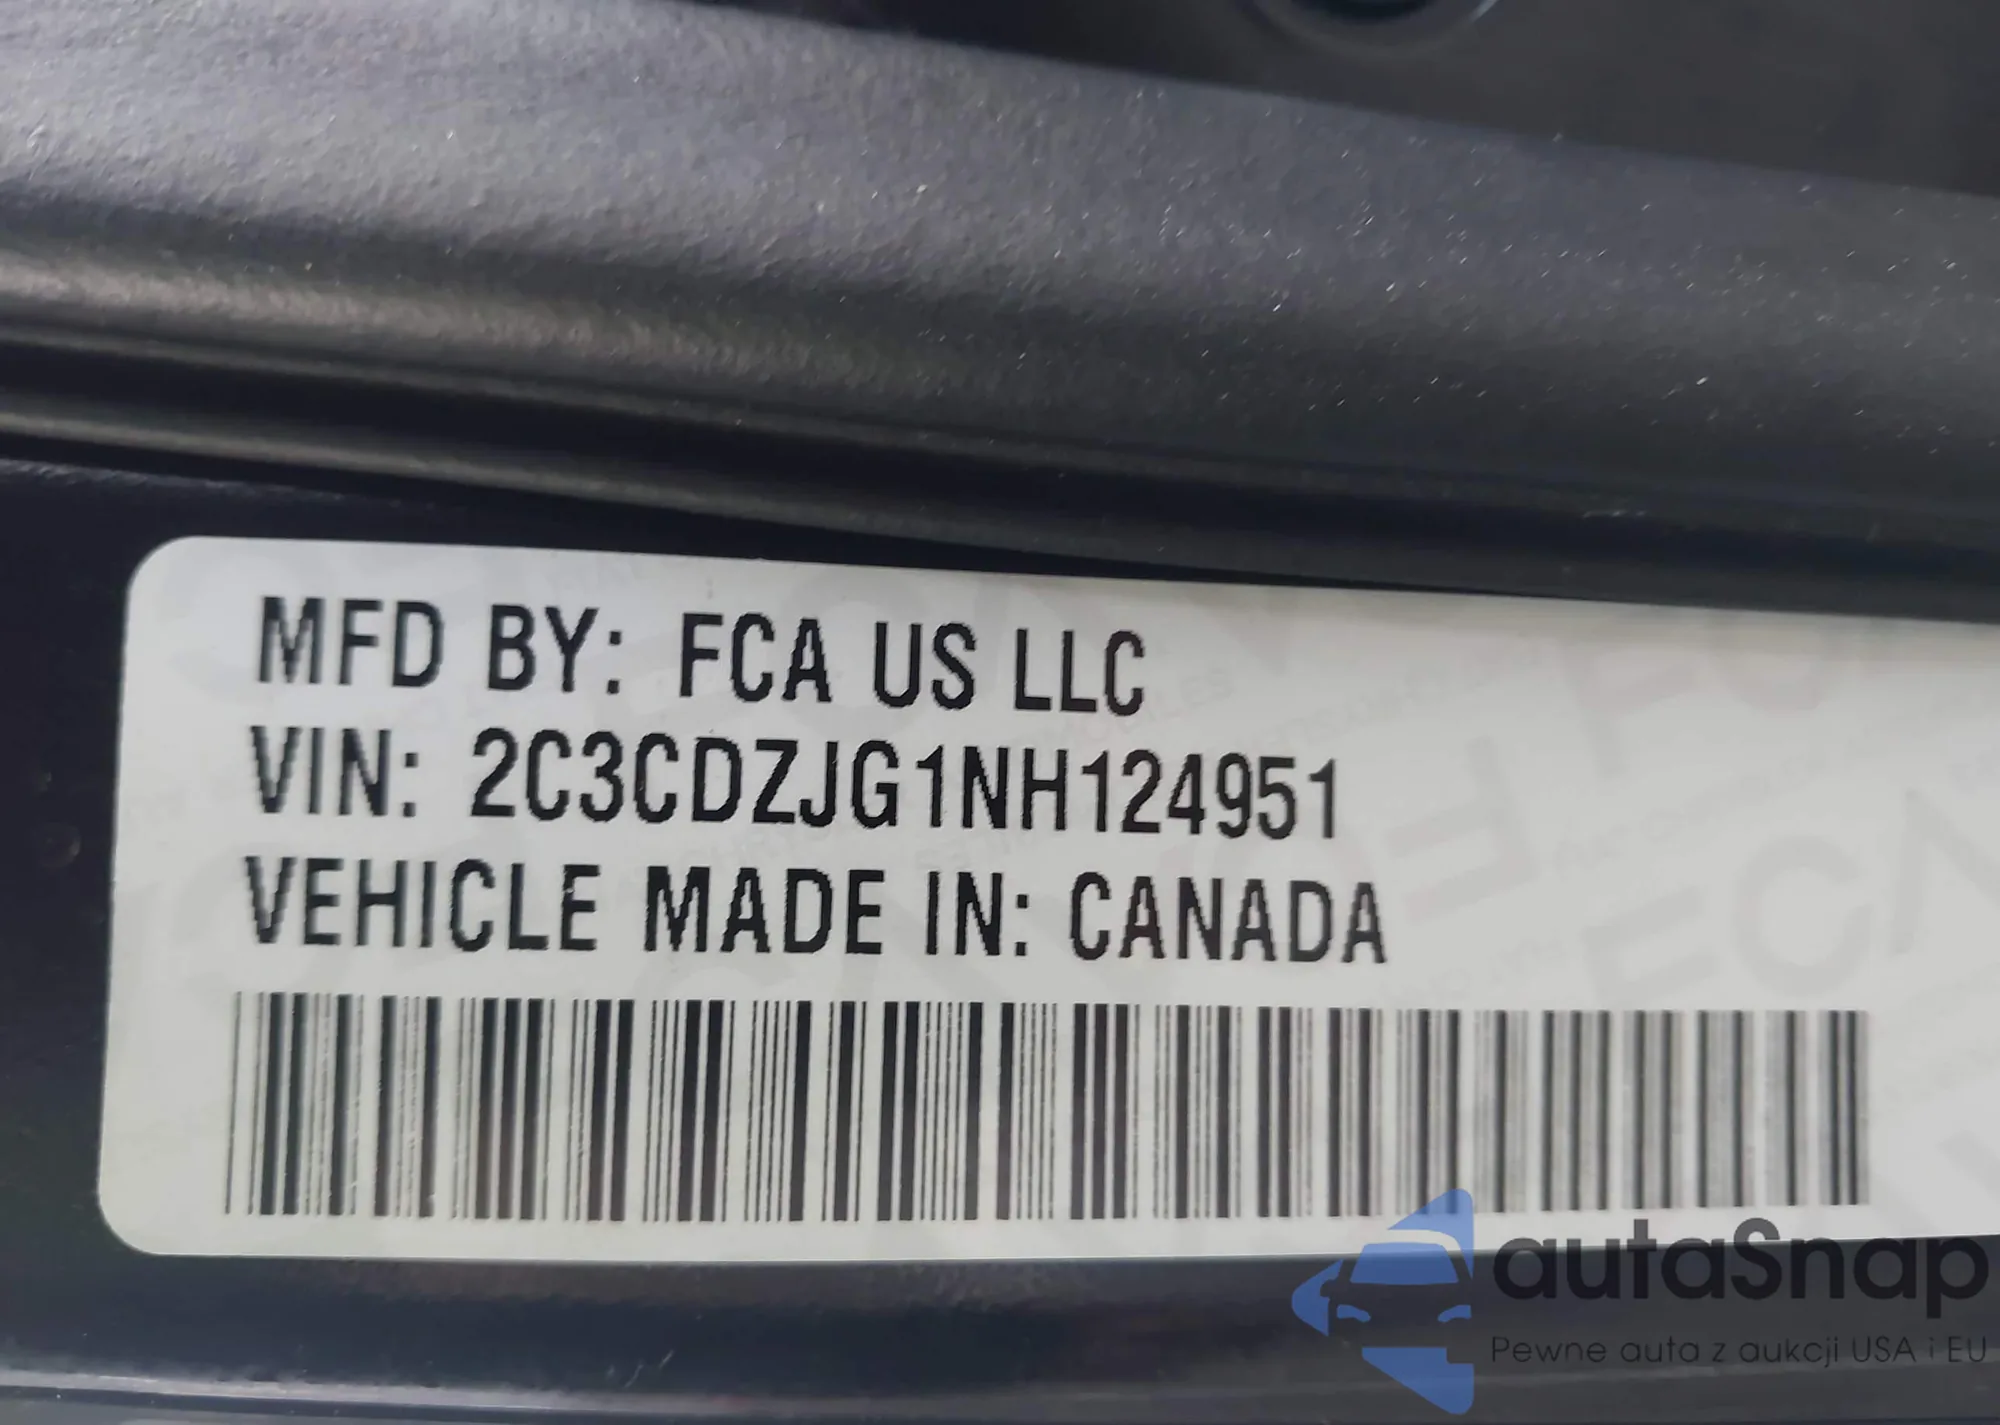 MFD BY: FCA US LLC
VIN: 2C3CDZJG1NH124951
VEHICLE MADE IN: CANADA
autaSnap
Pewne auta z aukcji USA i EU